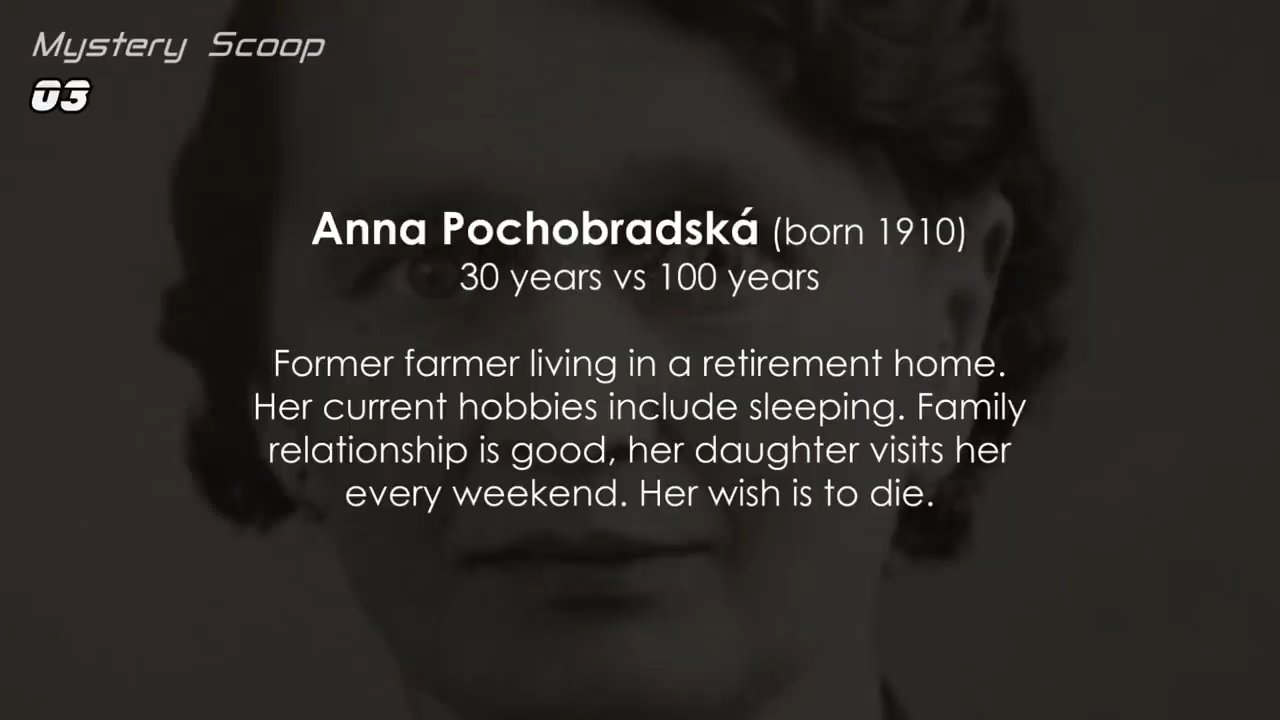 Mystery Scoop
03
Anna Pochobradská (born 1910)
30 years vs 100 years
Former farmer living in a retirement home.
Her current hobbies include sleeping. Family
relationship is good, her daughter visits her
every weekend. Her wish is to die.